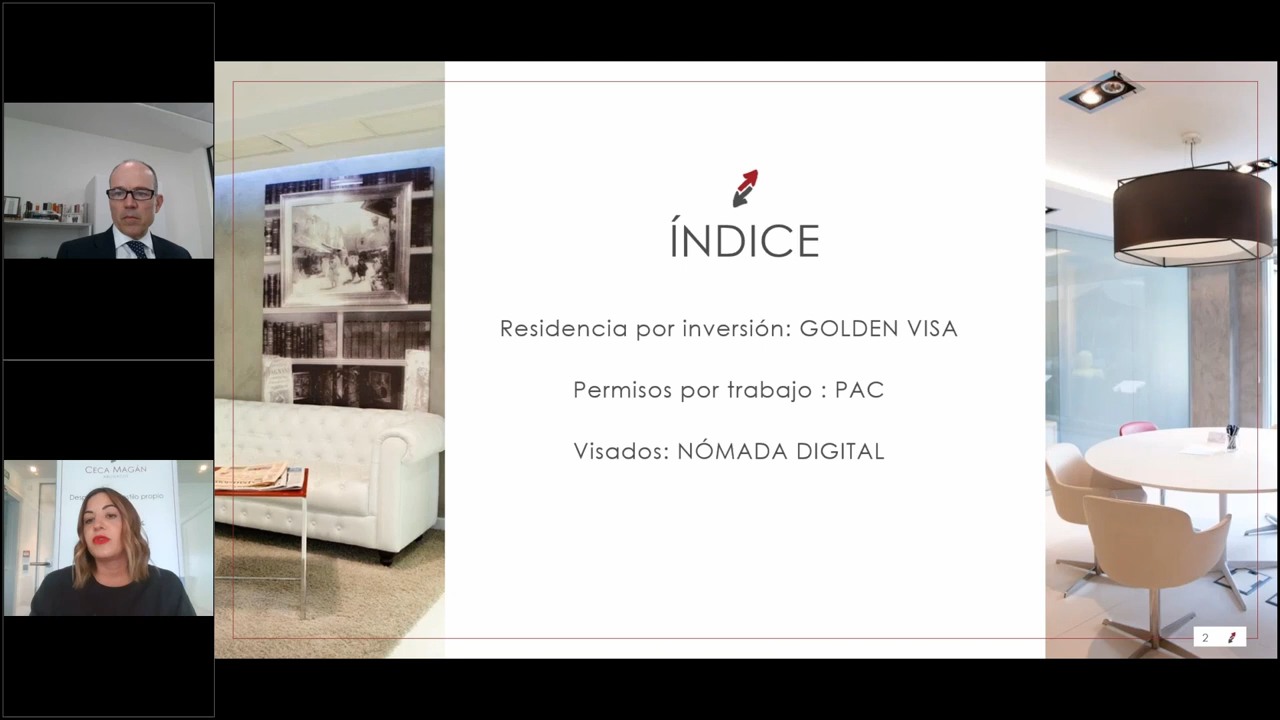 CECA MAGÁN
ÍNDICE
Residencia por inversión: GOLDEN VISA
Permisos por trabajo : PAC
Visados: NÓMADA DIGITAL
2